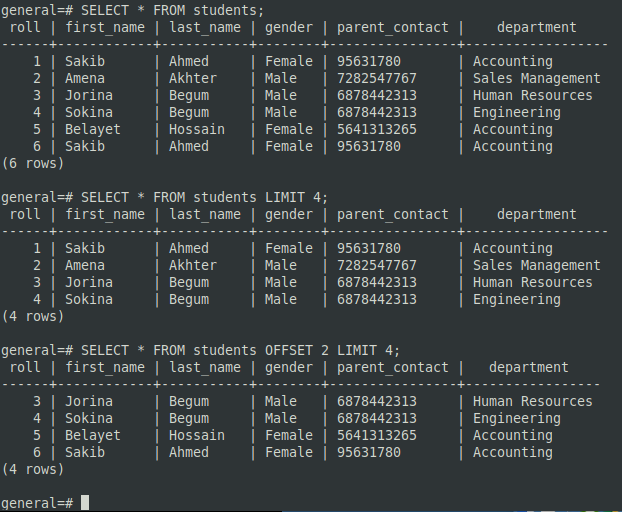 general=# SELECT * FROM students;
 roll | first_name | last_name | gender | parent_contact |    department
------+------------+-----------+--------+----------------+------------------
    1 | Sakib      | Ahmed     | Female | 95631780       | Accounting
    2 | Amena      | Akhter    | Male   | 7282547767     | Sales Management
    3 | Jorina     | Begum     | Male   | 6878442313     | Human Resources
    4 | Sokina     | Begum     | Male   | 6878442313     | Engineering
    5 | Belayet    | Hossain   | Female | 5641313265     | Accounting
    6 | Sakib      | Ahmed     | Female | 95631780       | Accounting
(6 rows)

general=# SELECT * FROM students LIMIT 4;
 roll | first_name | last_name | gender | parent_contact |    department
------+------------+-----------+--------+----------------+------------------
    1 | Sakib      | Ahmed     | Female | 95631780       | Accounting
    2 | Amena      | Akhter    | Male   | 7282547767     | Sales Management
    3 | Jorina     | Begum     | Male   | 6878442313     | Human Resources
    4 | Sokina     | Begum     | Male   | 6878442313     | Engineering
(4 rows)

general=# SELECT * FROM students OFFSET 2 LIMIT 4;
 roll | first_name | last_name | gender | parent_contact |   department
------+------------+-----------+--------+----------------+-----------------
    3 | Jorina     | Begum     | Male   | 6878442313     | Human Resources
    4 | Sokina     | Begum     | Male   | 6878442313     | Engineering
    5 | Belayet    | Hossain   | Female | 5641313265     | Accounting
    6 | Sakib      | Ahmed     | Female | 95631780       | Accounting
(4 rows)

general=#